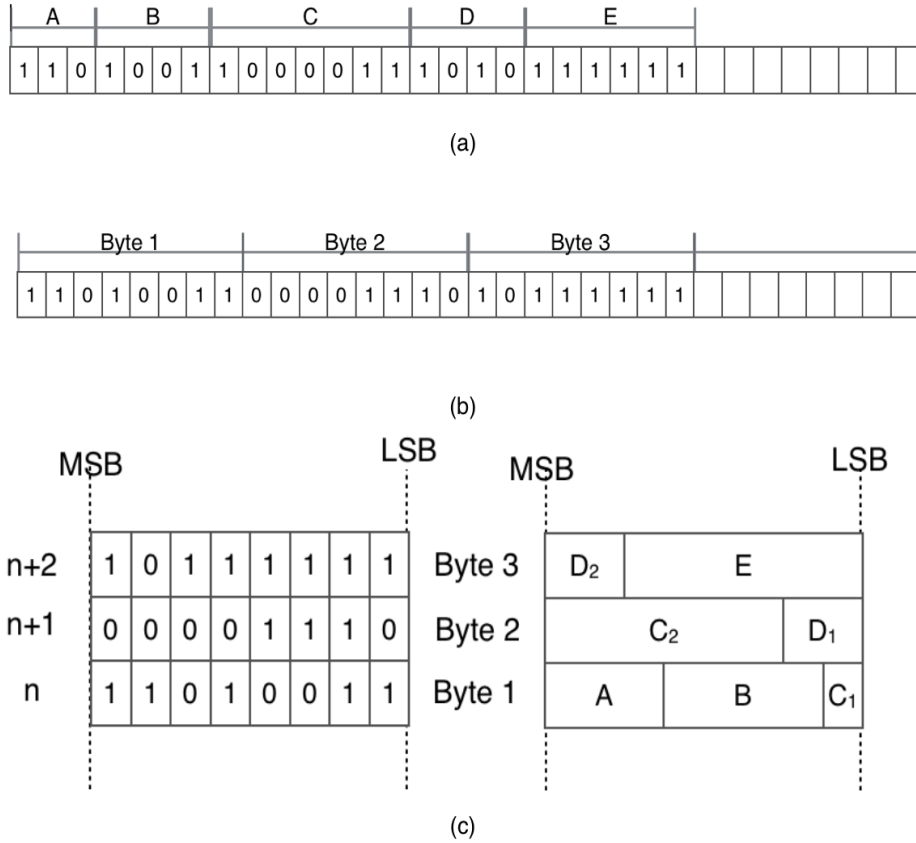 A B C D E
1 1 0 1 0 0 1 1 0 0 0 0 1 1 1 0 1 0 1 1 1 1 1 1
(a)
Byte 1 Byte 2 Byte 3
1 1 0 1 0 0 1 1 0 0 0 0 1 1 1 0 1 0 1 1 1 1 1 1
(b)
MSB LSB MSB LSB
n+2 1 0 1 1 1 1 1 1 Byte 3 D₂ E
n+1 0 0 0 0 1 1 1 0 Byte 2 C₂ D₁
n 1 1 0 1 0 0 1 1 Byte 1 A B C₁
(c)